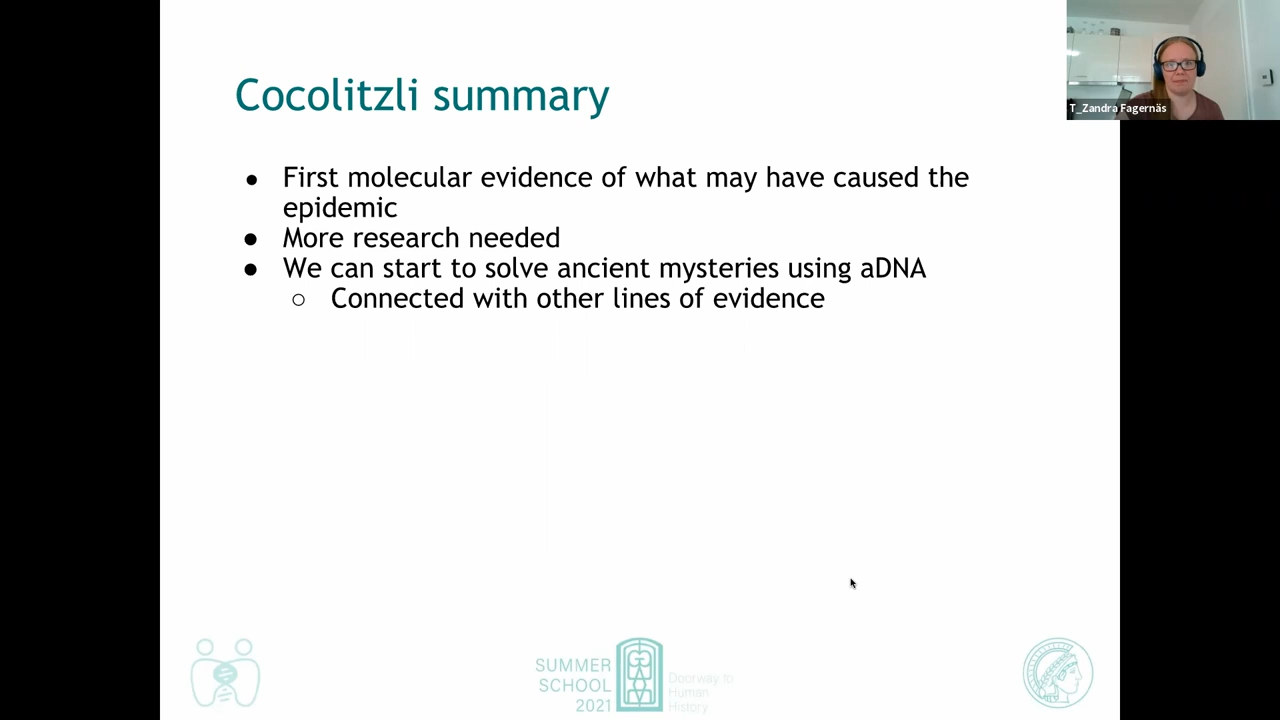 Cocolitzli summary
T_Zandra Fagernäs
● First molecular evidence of what may have caused the
epidemic
● More research needed
● We can start to solve ancient mysteries using aDNA
○ Connected with other lines of evidence
SUMMER
SCHOOL
2021
Doorway to
Human
History